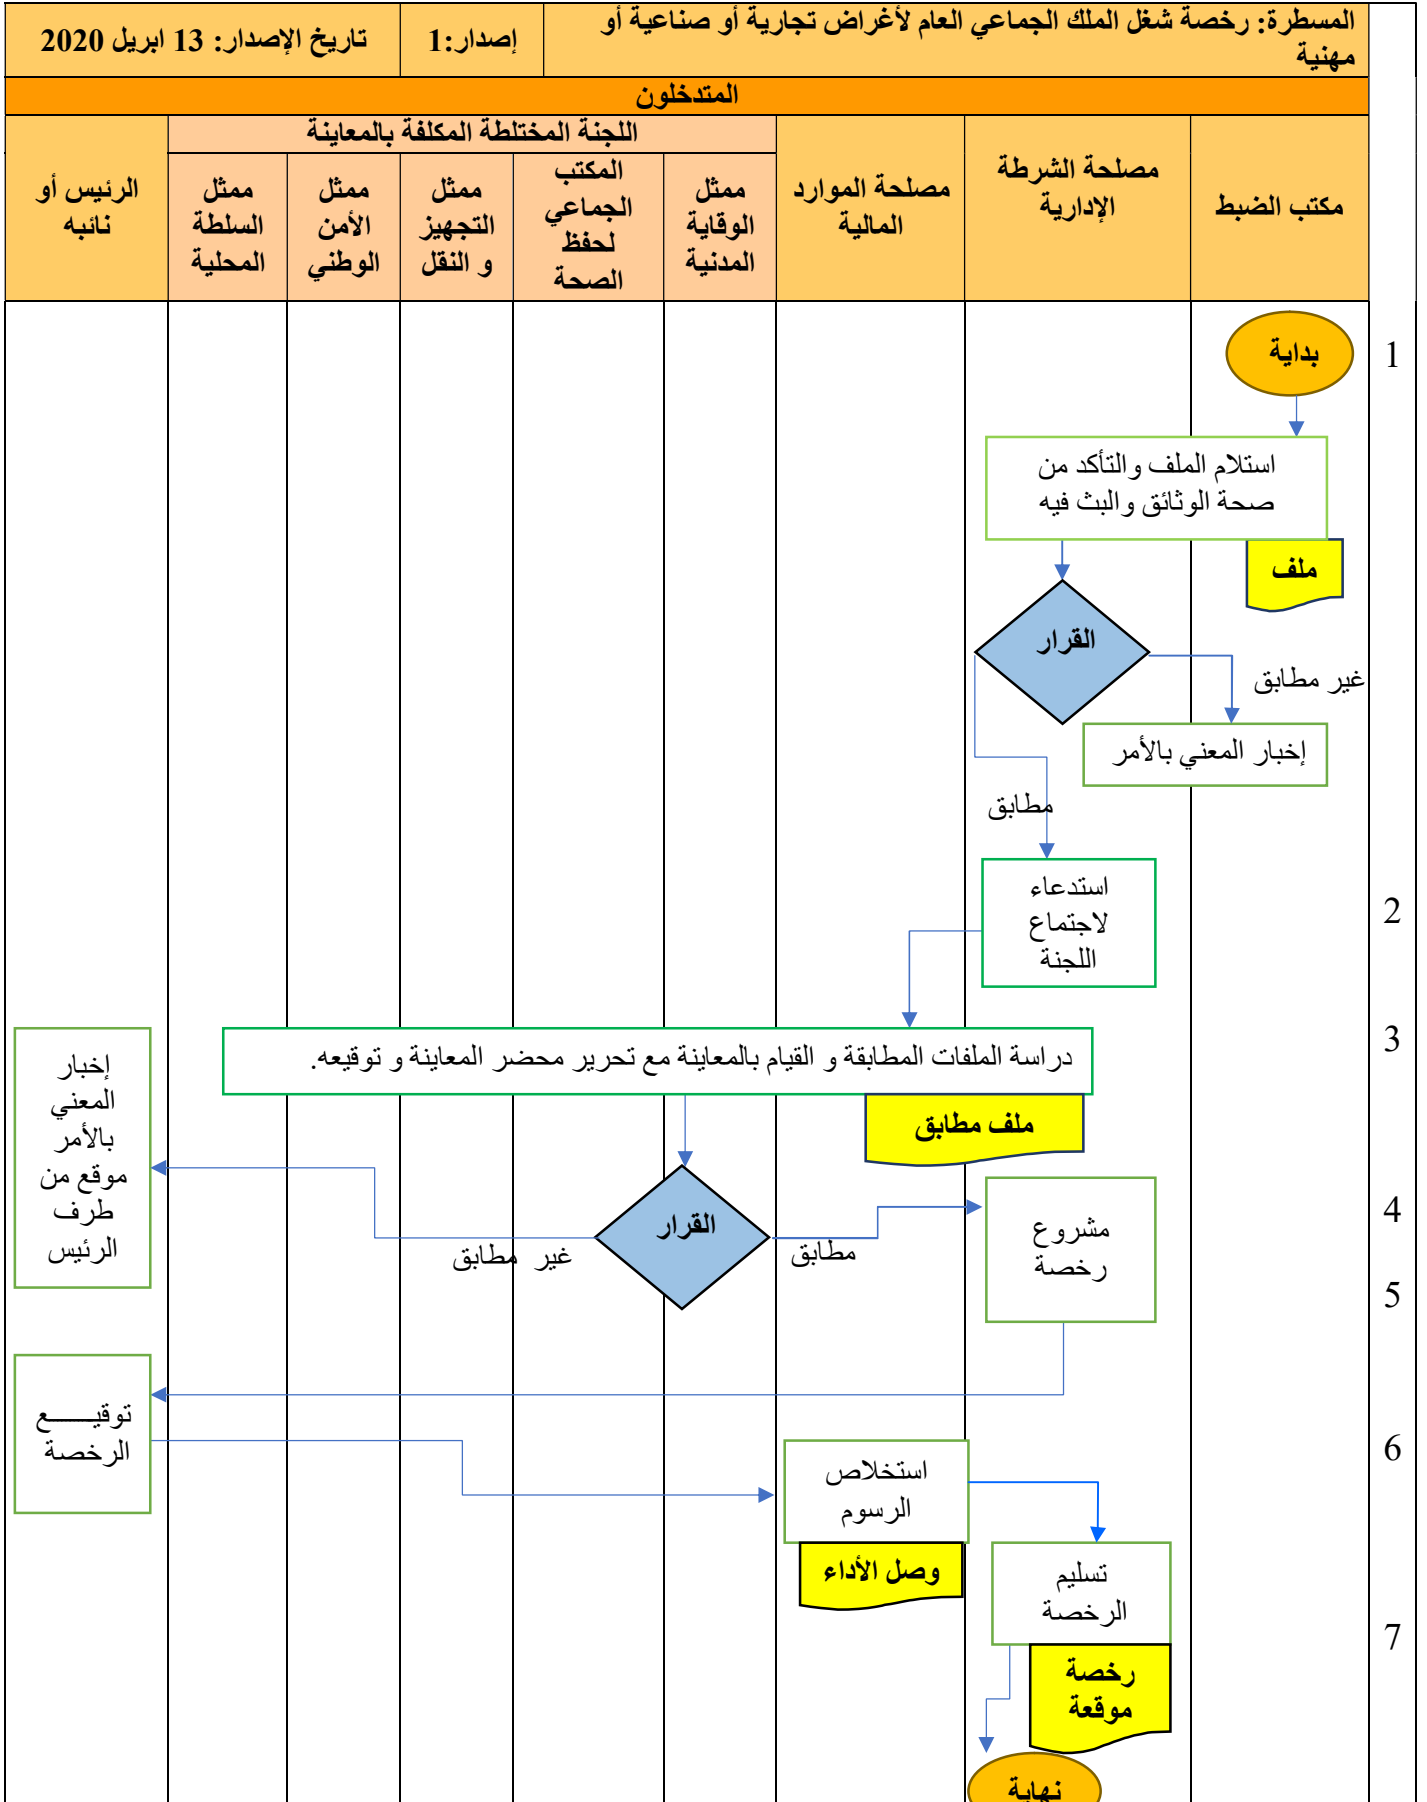 المسطرة: رخصة شغل الملك الجماعي العام لأغراض تجارية أو صناعية أو
مهنية
إصدار:1
تاريخ الإصدار: 13 ابريل 2020
المتدخلون
مكتب الضبط
مصلحة الشرطة
الإدارية
مصلحة الموارد
المالية
اللجنة المختلطة المكلفة بالمعاينة
ممثل
الوقاية
المدنية
المكتب
الجماعي
لحفظ
الصحة
ممثل
التجهيز
و النقل
ممثل
الأمن
الوطني
ممثل
السلطة
المحلية
الرئيس أو
نائبه
1
بداية
استلام الملف والتأكد من
صحة الوثائق والبث فيه
ملف
القرار
غير مطابق
إخبار المعني بالأمر
مطابق
2
استدعاء
لاجتماع
اللجنة
3
دراسة الملفات المطابقة و القيام بالمعاينة مع تحرير محضر المعاينة و توقيعه.
ملف مطابق
إخبار
المعني
بالأمر
موقع من
طرف
الرئيس
4
القرار
مطابق
غير مطابق
مشروع
رخصة
5
توقيـــــــع
الرخصة
6
استخلاص
الرسوم
وصل الأداء
تسليم
الرخصة
7
رخصة
موقعة
نهاية